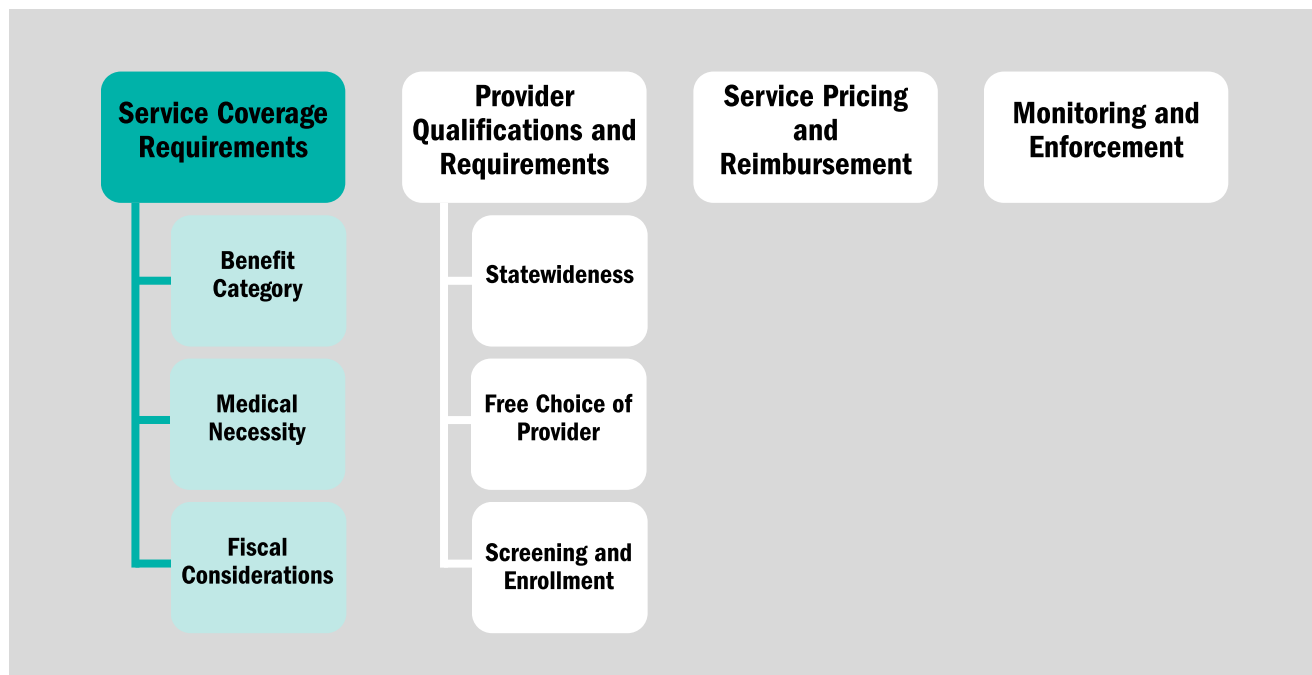 Service Coverage
Requirements
Benefit
Category
Medical
Necessity
Fiscal
Considerations
Provider
Qualifications and
Requirements
Statewideness
Free Choice of
Provider
Screening and
Enrollment
Service Pricing
and
Reimbursement
Monitoring and
Enforcement